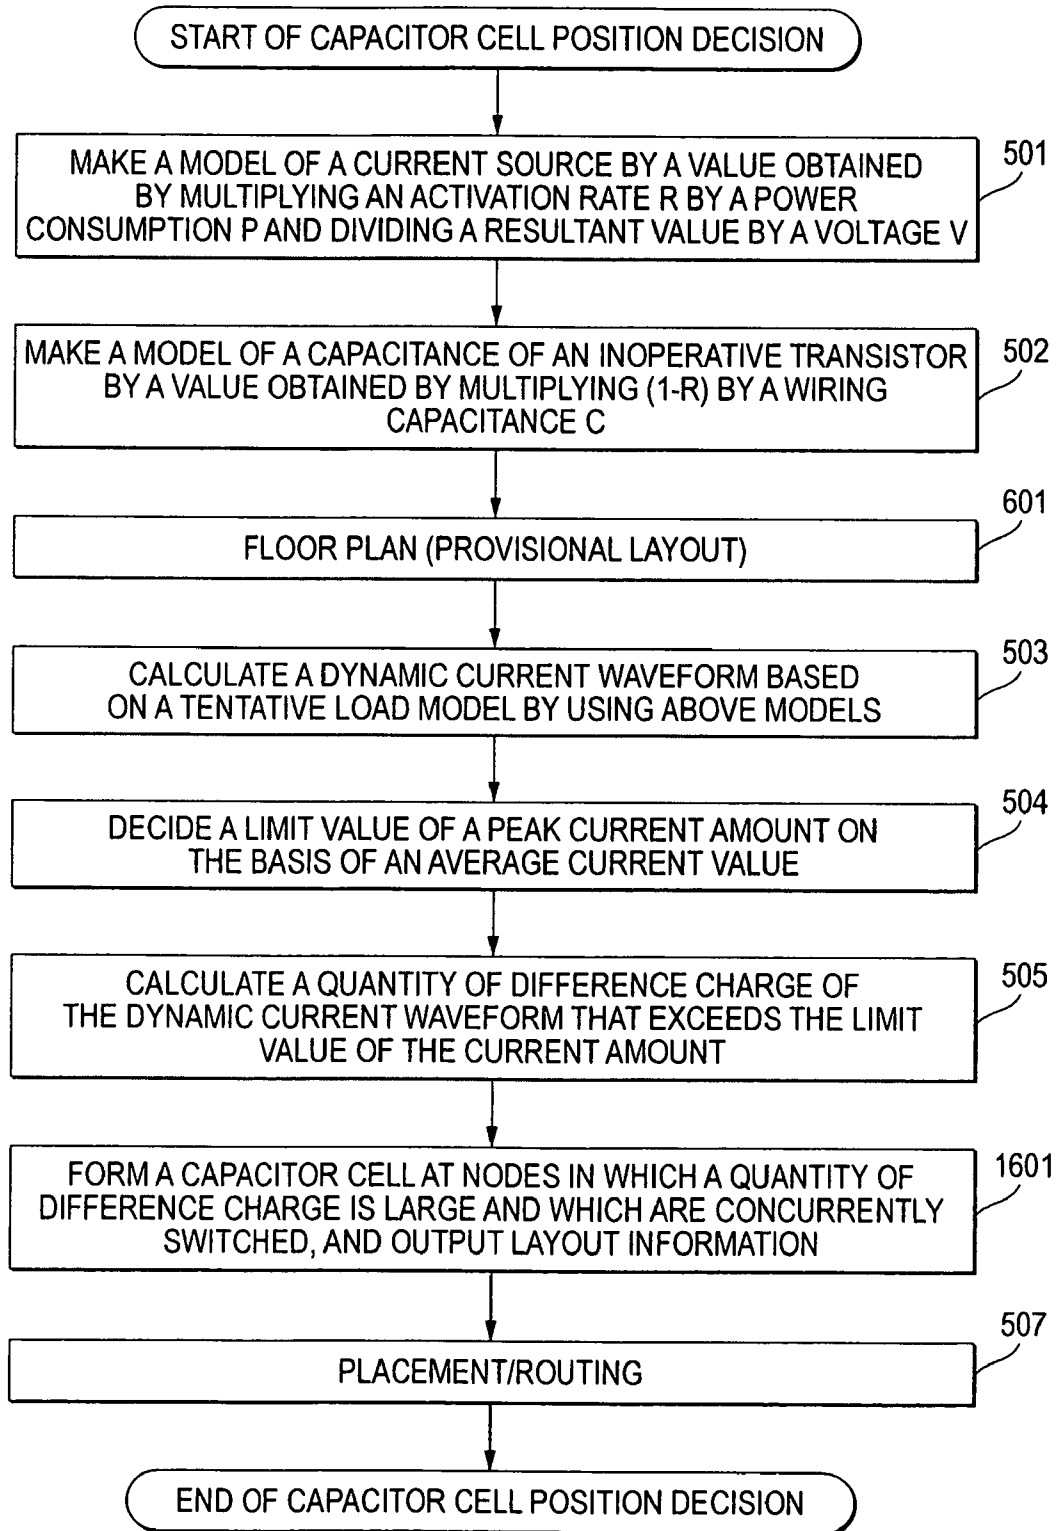 START OF CAPACITOR CELL POSITION DECISION
501
MAKE A MODEL OF A CURRENT SOURCE BY A VALUE OBTAINED
BY MULTIPLYING AN ACTIVATION RATE R BY A POWER
CONSUMPTION P AND DIVIDING A RESULTANT VALUE BY A VOLTAGE V
502
MAKE A MODEL OF A CAPACITANCE OF AN INOPERATIVE TRANSISTOR
BY A VALUE OBTAINED BY MULTIPLYING (1-R) BY A WIRING
CAPACITANCE C
601
FLOOR PLAN (PROVISIONAL LAYOUT)
503
CALCULATE A DYNAMIC CURRENT WAVEFORM BASED
ON A TENTATIVE LOAD MODEL BY USING ABOVE MODELS
504
DECIDE A LIMIT VALUE OF A PEAK CURRENT AMOUNT ON
THE BASIS OF AN AVERAGE CURRENT VALUE
505
CALCULATE A QUANTITY OF DIFFERENCE CHARGE OF
THE DYNAMIC CURRENT WAVEFORM THAT EXCEEDS THE LIMIT
VALUE OF THE CURRENT AMOUNT
1601
FORM A CAPACITOR CELL AT NODES IN WHICH A QUANTITY OF
DIFFERENCE CHARGE IS LARGE AND WHICH ARE CONCURRENTLY
SWITCHED, AND OUTPUT LAYOUT INFORMATION
507
PLACEMENT/ROUTING
END OF CAPACITOR CELL POSITION DECISION